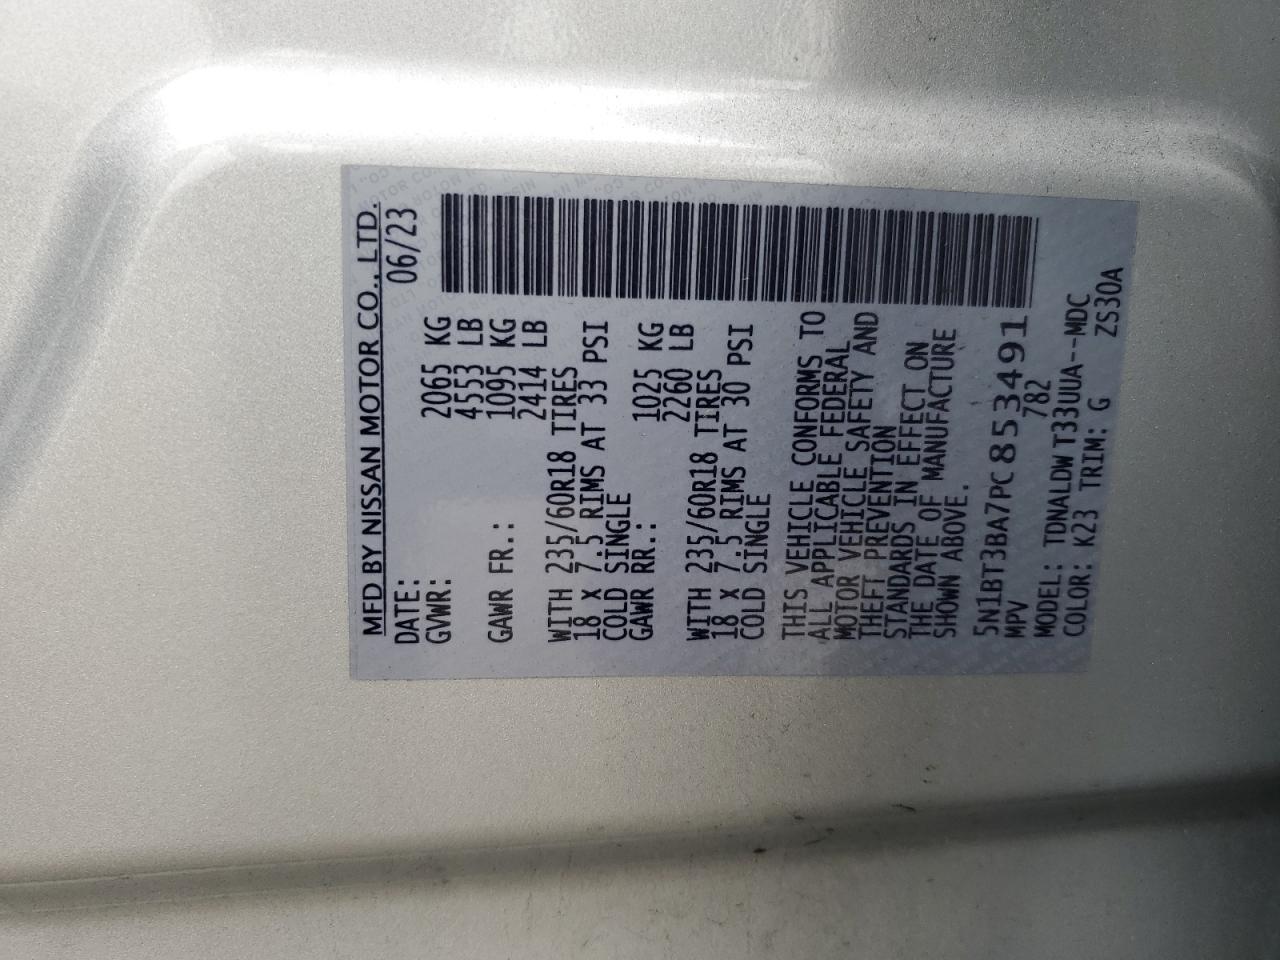 MFD BY NISSAN MOTOR CO., LTD.
DATE: 06/23
GVWR: 2065 KG
4553 LB
GAWR FR.: 1095 KG
2414 LB
WITH 235/60R18 TIRES
18 X 7.5 RIMS AT 33 PSI
COLD SINGLE
GAWR RR.: 1025 KG
2260 LB
WITH 235/60R18 TIRES
18 X 7.5 RIMS AT 30 PSI
COLD SINGLE
THIS VEHICLE CONFORMS TO
ALL APPLICABLE FEDERAL
MOTOR VEHICLE SAFETY AND
THEFT PREVENTION
STANDARDS IN EFFECT ON
THE DATE OF MANUFACTURE
SHOWN ABOVE.
5N1BT3BA7PC853491
MPV 782
MODEL: TDNALDW T33UUA--MDC
COLOR: K23 TRIM: G ZS30A